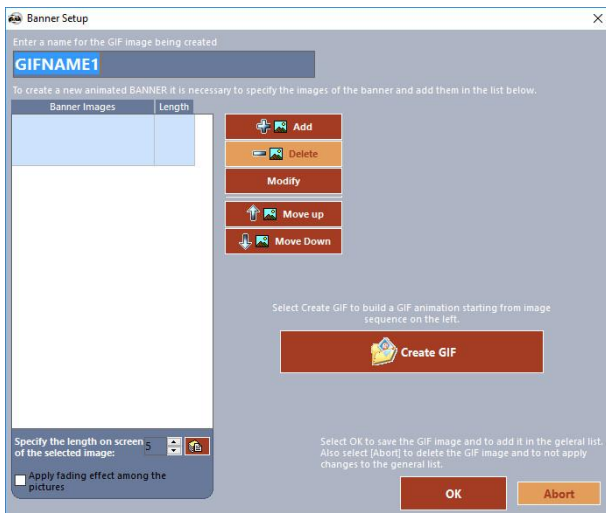 Banner Setup
Enter a name for the GIF image being created
GIFNAME1
To create a new animated BANNER it is necessary to specify the images of the banner and add them in the list below.
Banner Images Length
Add
Delete
Modify
Move up
Move Down
Select Create GIF to build a GIF animation starting from image
sequence on the left.
Create GIF
Specify the length on screen
of the selected image:
5
Apply fading effect among the
pictures
Select OK to save the GIF image and to add it in the geleral list.
Also select [Abort] to delete the GIF image and to not apply
changes to the general list.
OK
Abort